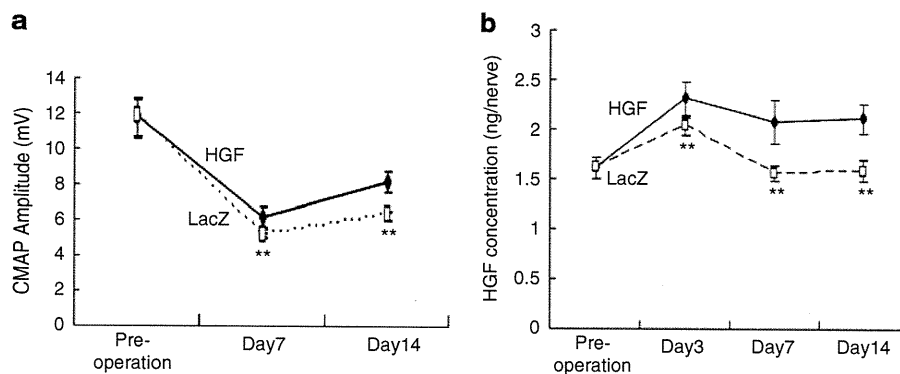 a
CMAP Amplitude (mV)
14
12
10
8
6
4
2
0
HGF
LacZ
**
**
Pre-
operation
Day7
Day14
b
HGF concentration (ng/nerve)
3
2.5
2
1.5
1
0.5
0
HGF
LacZ
**
**
**
Pre-
operation
Day3
Day7
Day14